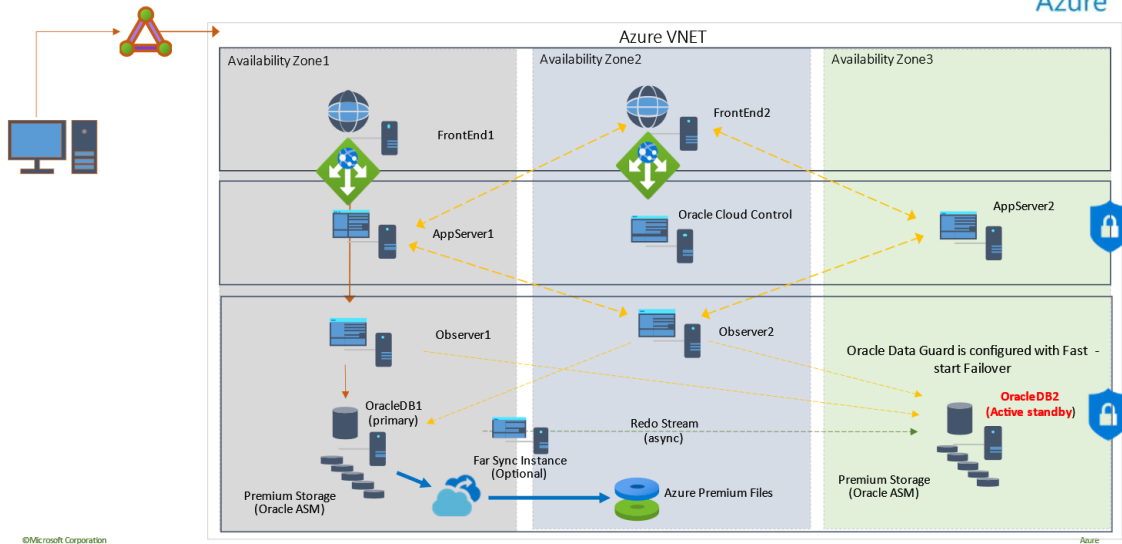 Azure
Azure VNET
Availability Zone1
Availability Zone2
Availability Zone3
FrontEnd1
FrontEnd2
AppServer1
Oracle Cloud Control
AppServer2
Observer1
Observer2
Oracle Data Guard is configured with Fast -
start Failover
OracleDB1
(primary)
OracleDB2
(Active standby)
Redo Stream
(async)
Far Sync Instance
(Optional)
Premium Storage
(Oracle ASM)
Azure Premium Files
Premium Storage
(Oracle ASM)
©Microsoft Corporation
Azure